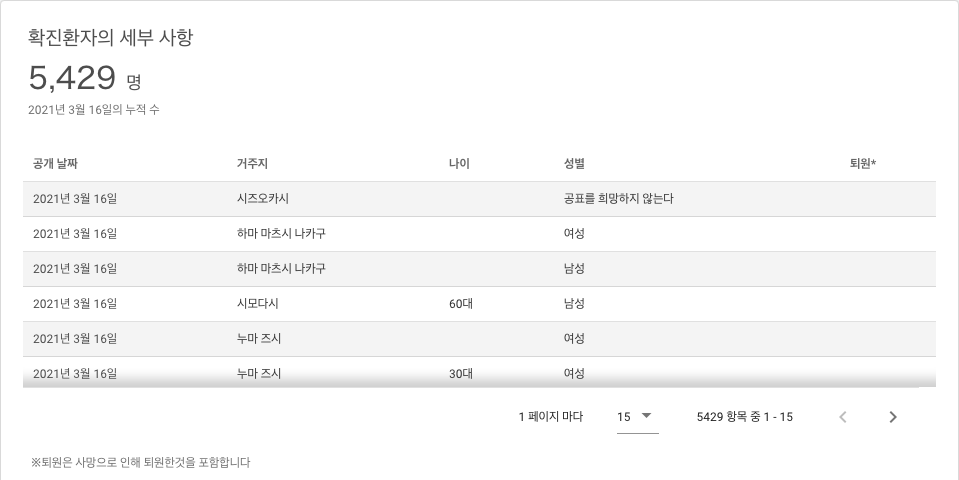 확진환자의 세부 사항
5,429 명
2021년 3월 16일의 누적 수
공개 날짜 거주지 나이 성별 퇴원*
2021년 3월 16일 시즈오카시 공표를 희망하지 않는다
2021년 3월 16일 하마 마츠시 나카구 여성
2021년 3월 16일 하마 마츠시 나카구 남성
2021년 3월 16일 시모다시 60대 남성
2021년 3월 16일 누마 즈시 여성
2021년 3월 16일 누마 즈시 30대 여성
1 페이지 마다 15 5429 항목 중 1 - 15
※퇴원은 사망으로 인해 퇴원한것을 포함합니다